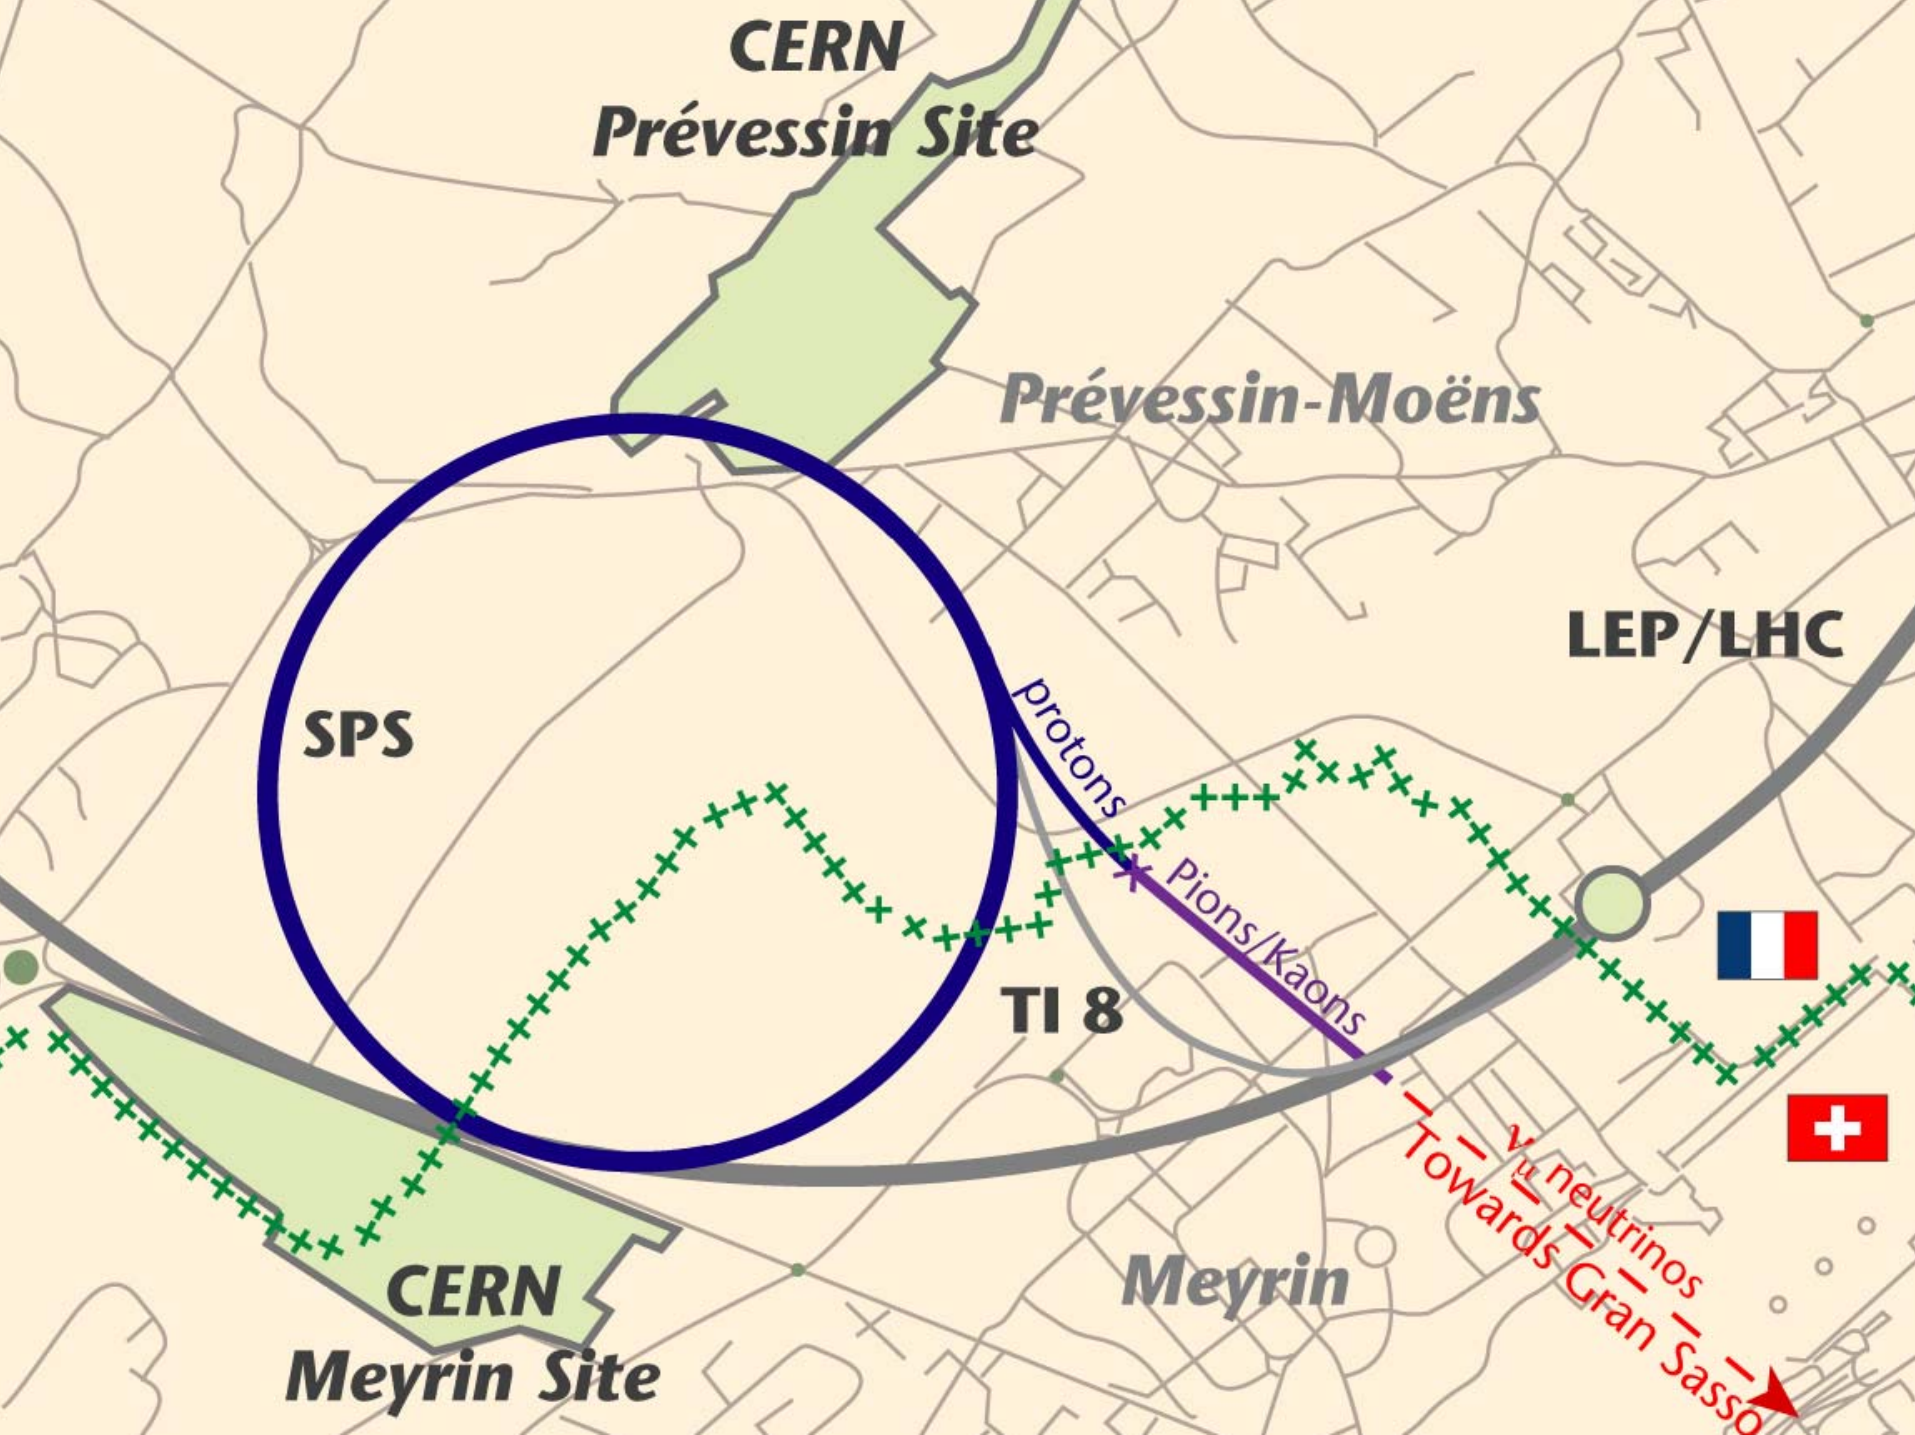 CERN
Prévessin Site
Prévessin-Moëns
LEP/LHC
SPS
protons
Pions/Kaons
TI 8
νμ neutrinos
Towards Gran Sasso
Meyrin
CERN
Meyrin Site